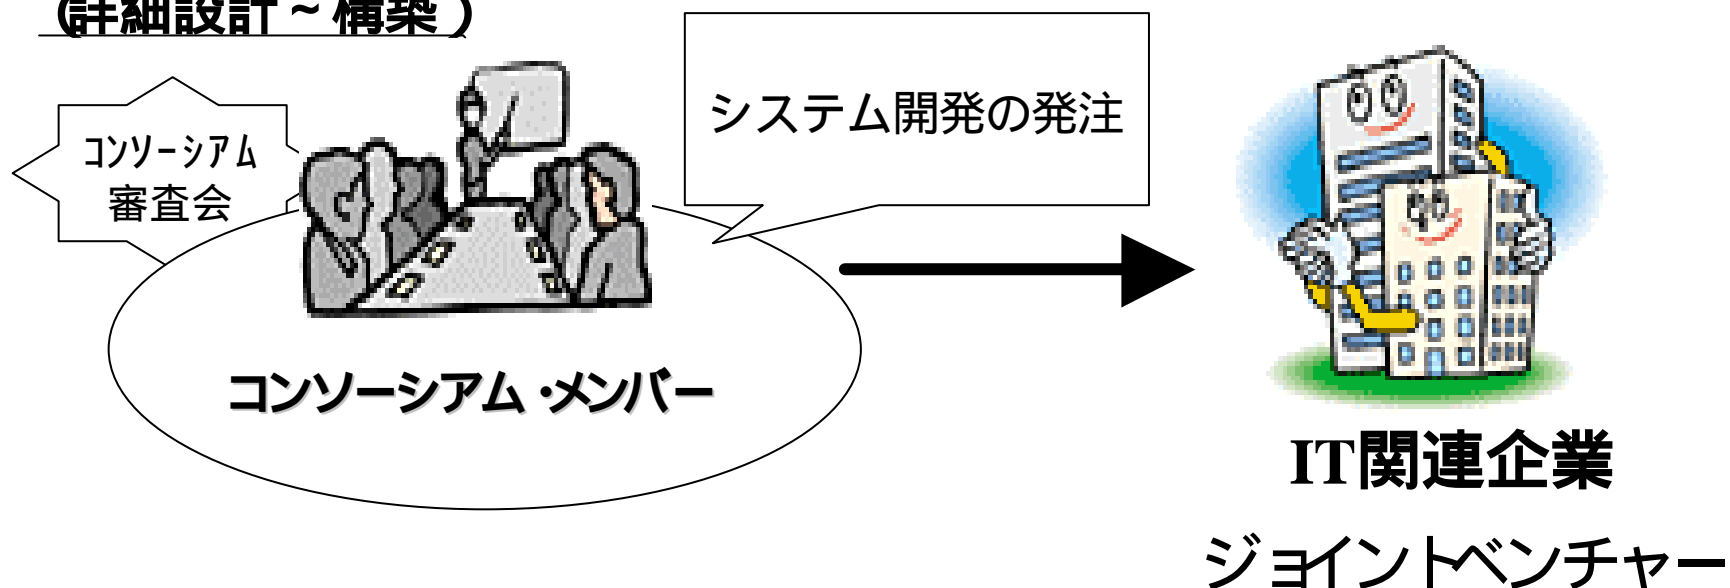 (詳細設計~構築)
システム開発の発注
コンソーシアム
審査会
コンソーシアム・メンバー
IT関連企業
ジョイントベンチャー